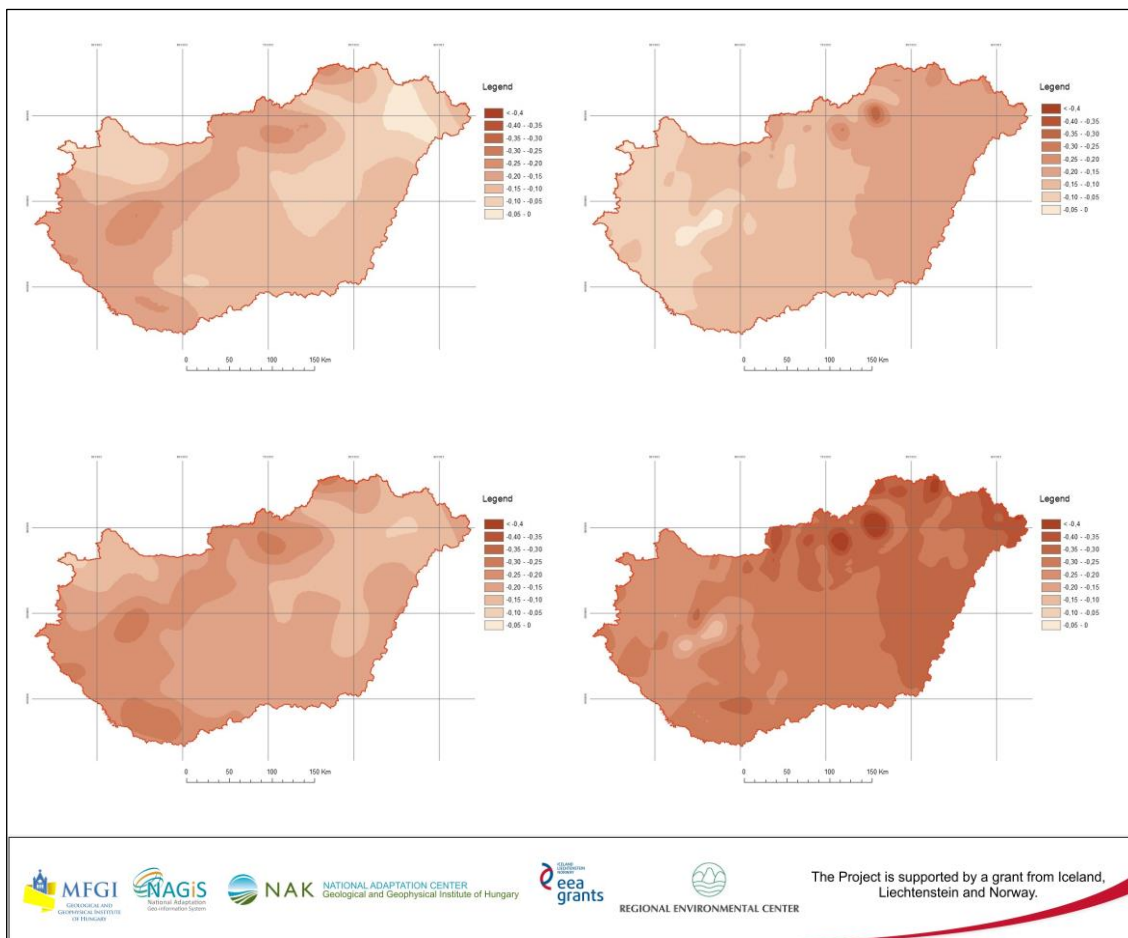 Legend
< -0,4
-0,40 - -0,35
-0,35 - -0,30
-0,30 - -0,25
-0,25 - -0,20
-0,20 - -0,15
-0,15 - -0,10
-0,10 - -0,05
-0,05 - 0
0 50 100 150 Km
Legend
< -0,4
-0,40 - -0,35
-0,35 - -0,30
-0,30 - -0,25
-0,25 - -0,20
-0,20 - -0,15
-0,15 - -0,10
-0,10 - -0,05
-0,05 - 0
0 50 100 150 Km
Legend
< -0,4
-0,40 - -0,35
-0,35 - -0,30
-0,30 - -0,25
-0,25 - -0,20
-0,20 - -0,15
-0,15 - -0,10
-0,10 - -0,05
-0,05 - 0
0 50 100 150 Km
Legend
< -0,4
-0,40 - -0,35
-0,35 - -0,30
-0,30 - -0,25
-0,25 - -0,20
-0,20 - -0,15
-0,15 - -0,10
-0,10 - -0,05
-0,05 - 0
0 50 100 150 Km
MFGI
GEOLOGICAL AND
GEOPHYSICAL INSTITUTE
OF HUNGARY
NAGiS
National Adaptation
Geo-information System
NAK
NATIONAL ADAPTATION CENTER
Geological and Geophysical Institute of Hungary
ICELAND
LIECHTENSTEIN
NORWAY
eea
grants
REGIONAL ENVIRONMENTAL CENTER
The Project is supported by a grant from Iceland,
Liechtenstein and Norway.